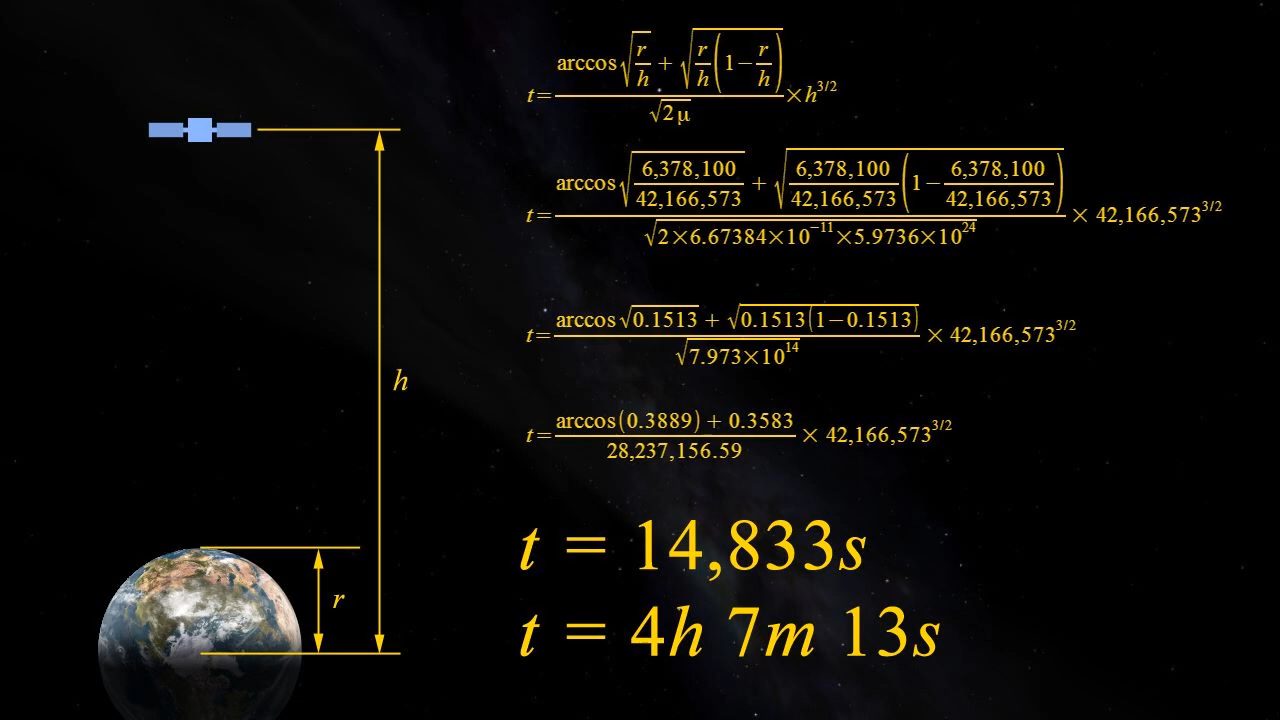 t = (arccos √(r/h) + √(r/h (1 − r/h))) / √(2 μ) × h^3/2
t = (arccos √(6,378,100/42,166,573) + √(6,378,100/42,166,573 (1 − 6,378,100/42,166,573))) / √(2×6.67384×10^−11×5.9736×10^24) × 42,166,573^3/2
t = (arccos √0.1513 + √(0.1513(1−0.1513))) / √(7.973×10^14) × 42,166,573^3/2
h
t = (arccos(0.3889) + 0.3583) / 28,237,156.59 × 42,166,573^3/2
t = 14,833s
r
t = 4h 7m 13s